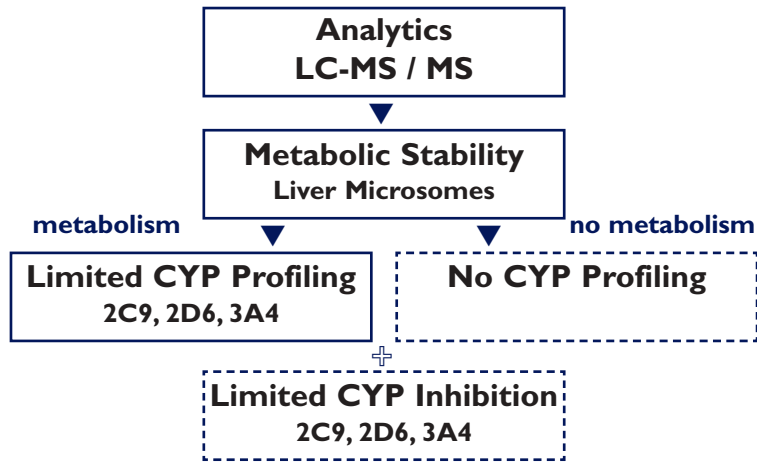 Analytics
LC-MS / MS
Metabolic Stability
Liver Microsomes
metabolism
no metabolism
Limited CYP Profiling
2C9, 2D6, 3A4
No CYP Profiling
+
Limited CYP Inhibition
2C9, 2D6, 3A4